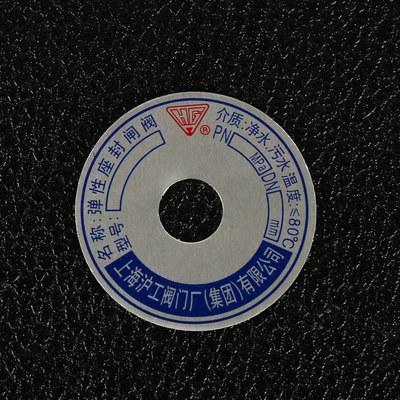 HG
®
名称:弹性座封闸阀
型号:
介质:净水,污水 温度:≤80℃
PN MPa DN mm
上海沪工阀门厂(集团)有限公司